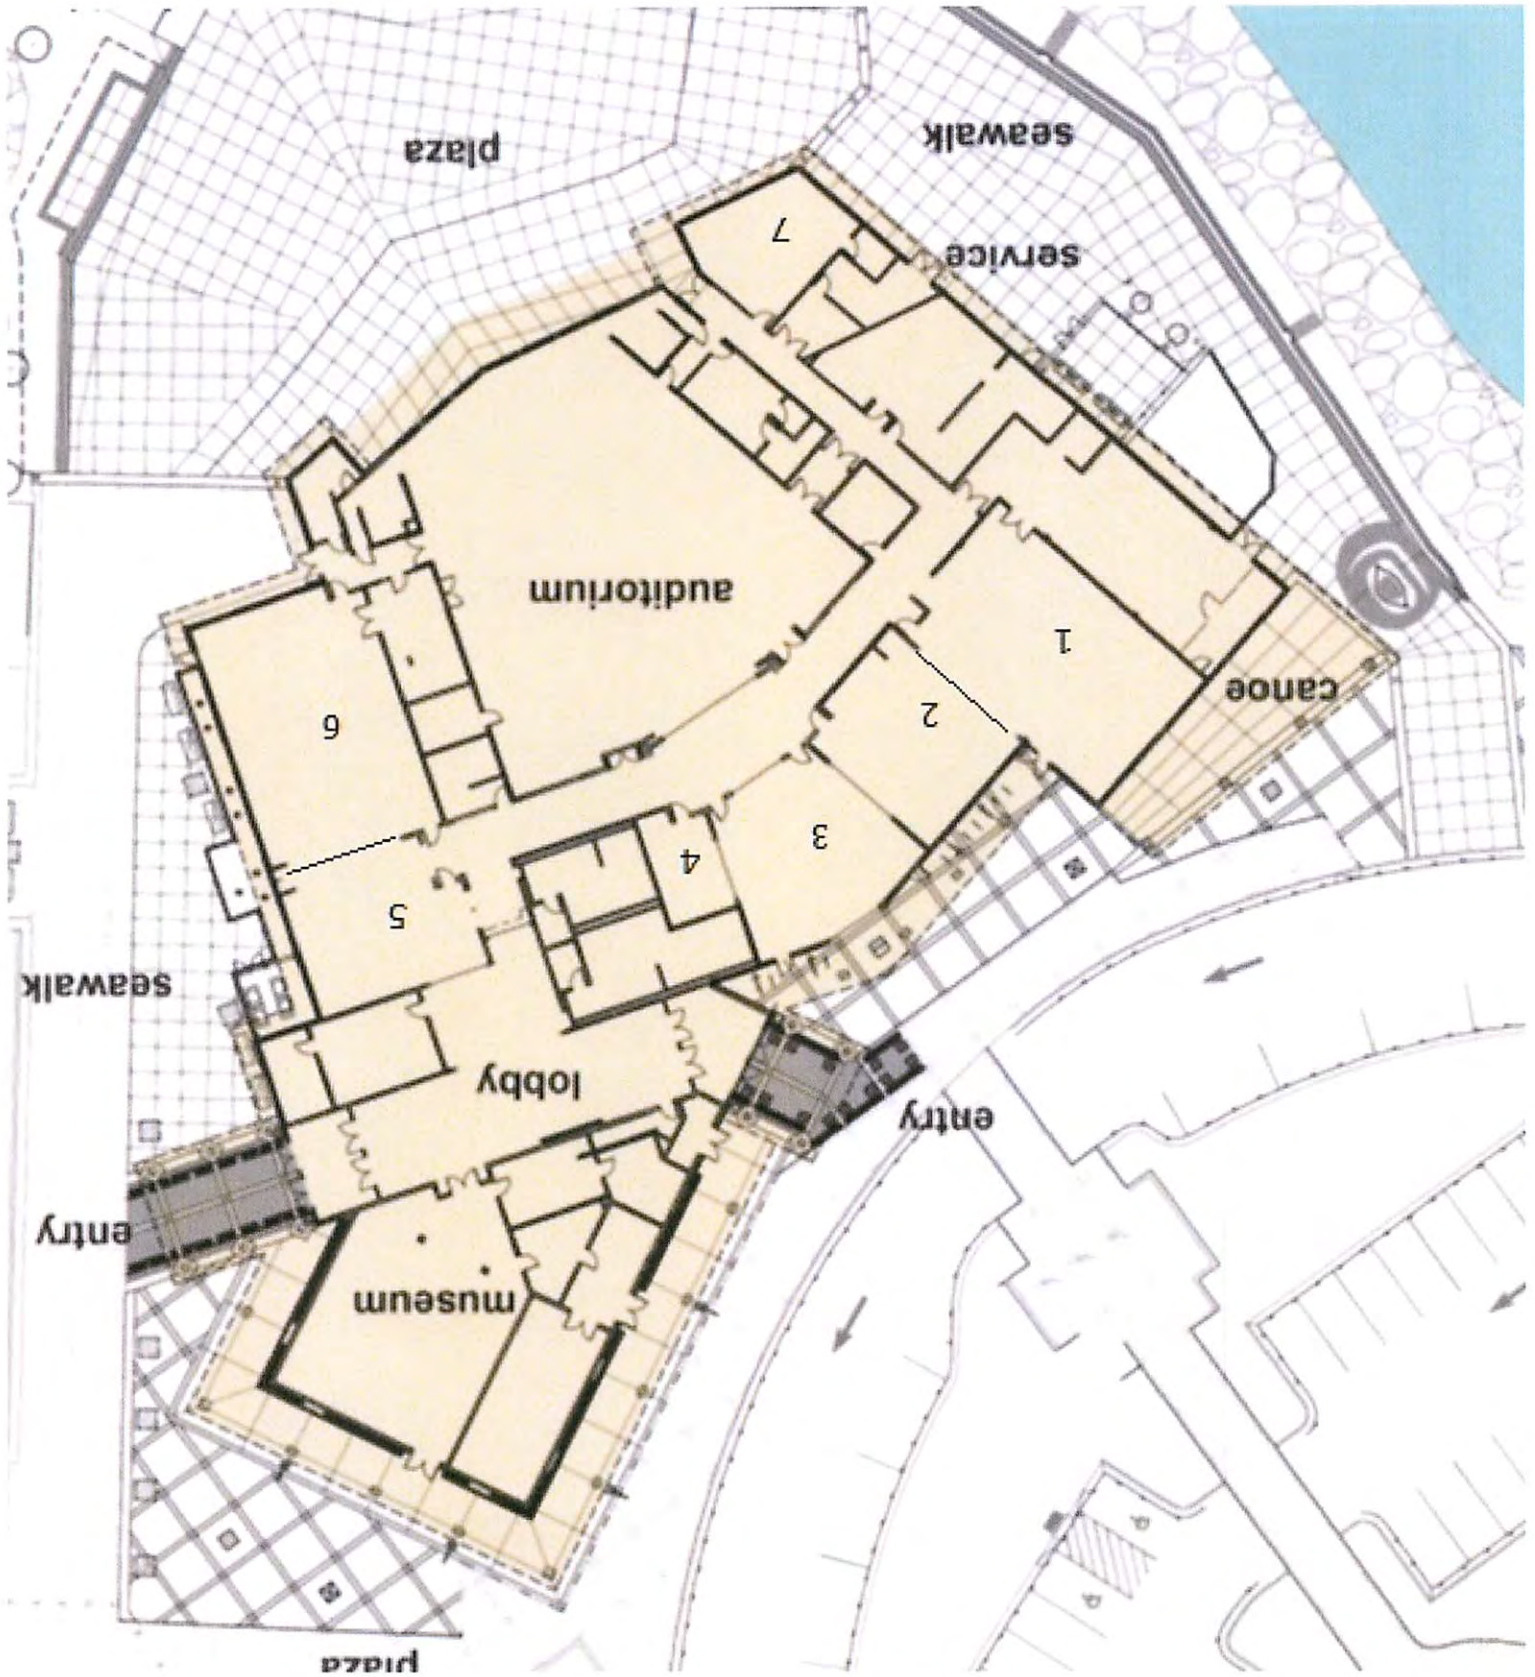 plaza
museum
entry
entry
lobby
seawalk
5
4
3
6
2
canoe
1
auditorium
service
7
seawalk
plaza